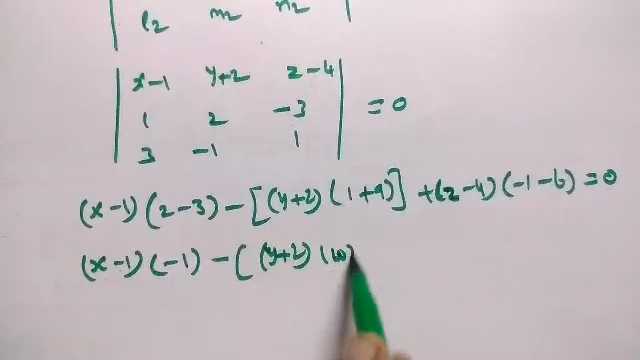 | l₂ m₂ n₂ |
| x-1 y+2 z-4 |
| 1 2 -3 | = 0
| 3 -1 1 |
(x-1)(2-3) - [(y+2)(1+9)] + (z-4)(-1-6) = 0
(x-1)(-1) - [(y+2)(10)